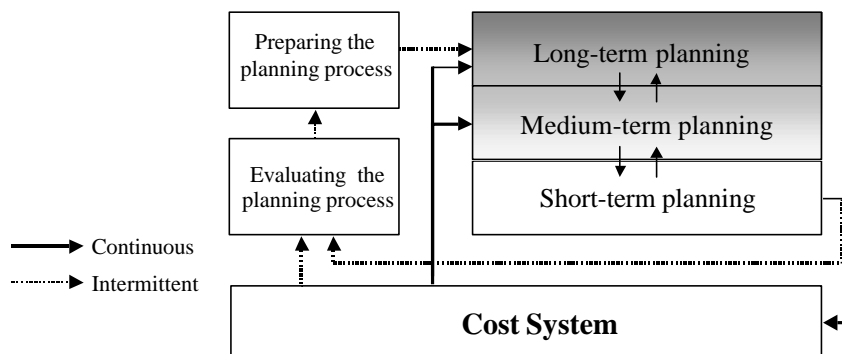 Preparing the
planning process
Long-term planning
Medium-term planning
Evaluating the
planning process
Short-term planning
Continuous
Intermittent
Cost System